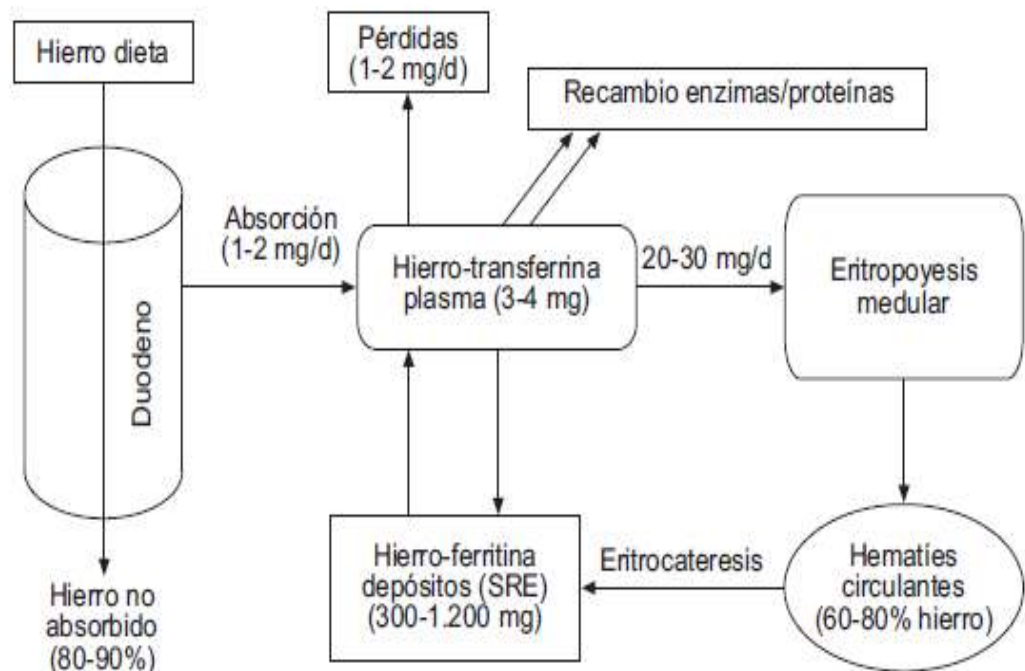 Hierro dieta
Pérdidas
(1-2 mg/d)
Recambio enzimas/proteínas
Absorción
(1-2 mg/d)
Hierro-transferrina
plasma (3-4 mg)
20-30 mg/d
Eritropoyesis
medular
Duodeno
Hierro-ferritina
depósitos (SRE)
(300-1.200 mg)
Eritrocateresis
Hematíes
circulantes
(60-80% hierro)
Hierro no
absorbido
(80-90%)